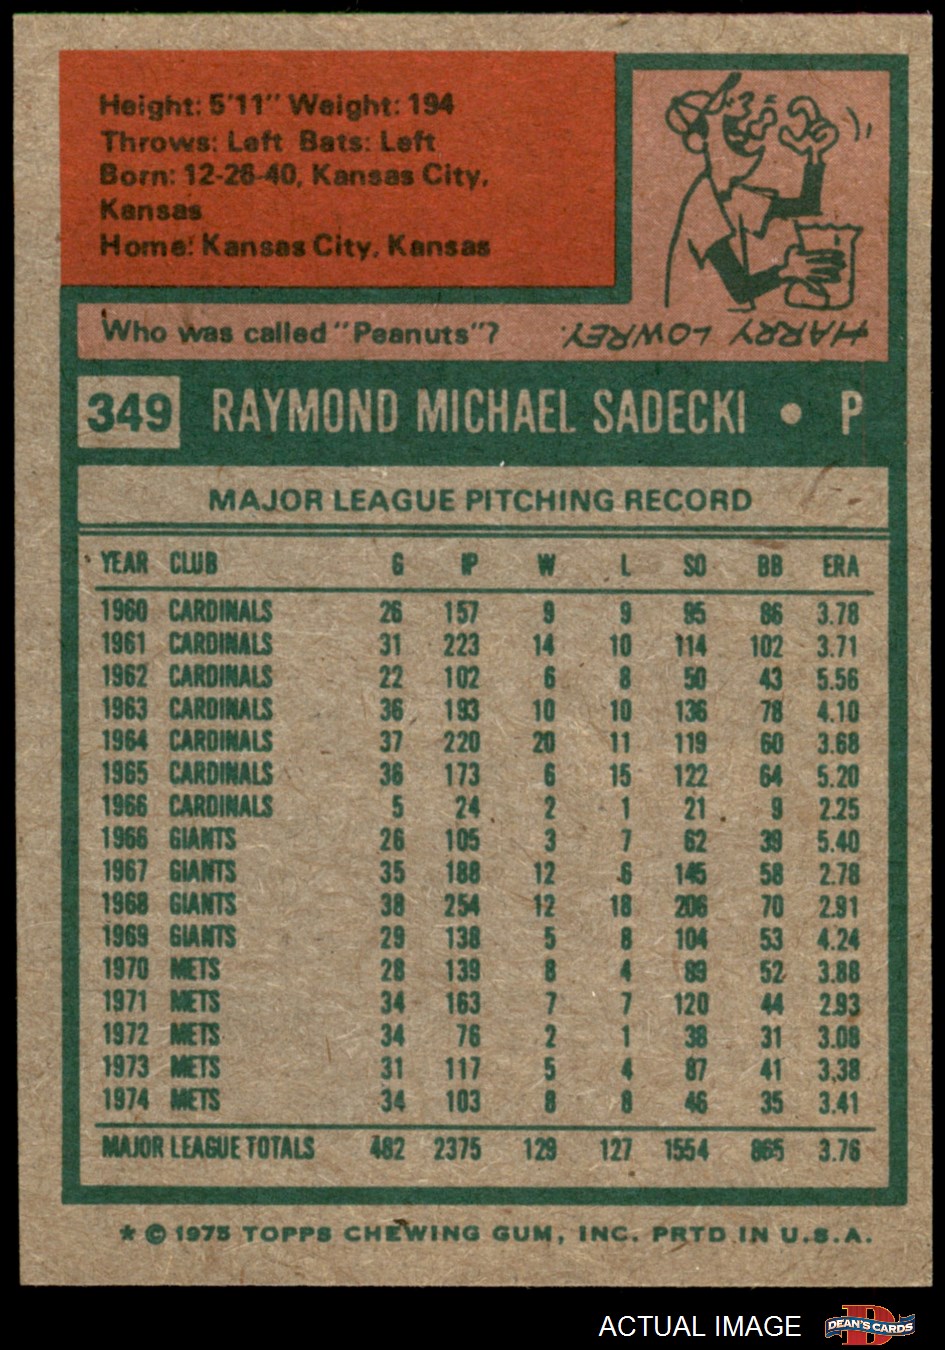 Height: 5'11" Weight: 194
Throws: Left Bats: Left
Born: 12-26-40, Kansas City,
Kansas
Home: Kansas City, Kansas
Who was called "Peanuts"?
HARRY LOWREY.
349 RAYMOND MICHAEL SADECKI • P
MAJOR LEAGUE PITCHING RECORD
YEAR CLUB G IP W L SO BB ERA
1960 CARDINALS 26 157 9 9 95 86 3.78
1961 CARDINALS 31 223 14 10 114 102 3.71
1962 CARDINALS 22 102 6 8 50 43 5.56
1963 CARDINALS 36 193 10 10 136 78 4.10
1964 CARDINALS 37 220 20 11 119 60 3.68
1965 CARDINALS 36 173 6 15 122 64 5.20
1966 CARDINALS 5 24 2 1 21 9 2.25
1966 GIANTS 26 105 3 7 62 39 5.40
1967 GIANTS 35 188 12 6 145 58 2.78
1968 GIANTS 38 254 12 18 206 70 2.91
1969 GIANTS 29 138 5 8 104 53 4.24
1970 METS 28 139 8 4 89 52 3.88
1971 METS 34 163 7 7 120 44 2.93
1972 METS 34 76 2 1 38 31 3.08
1973 METS 31 117 5 4 87 41 3.38
1974 METS 34 103 8 8 46 35 3.41
MAJOR LEAGUE TOTALS 482 2375 129 127 1554 865 3.76
* © 1975 TOPPS CHEWING GUM, INC. PRTD IN U.S.A.
ACTUAL IMAGE DEAN'S CARDS